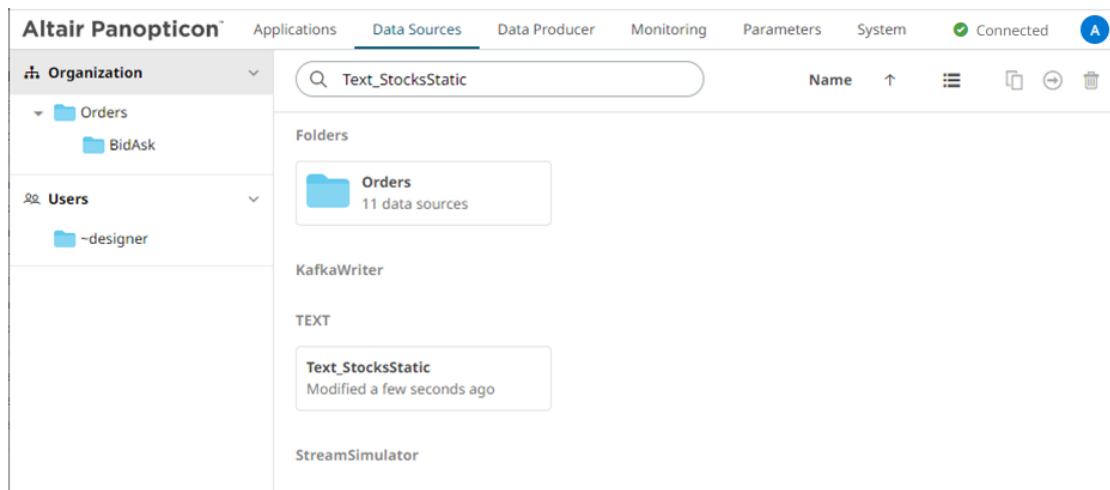 Altair Panopticon™ Applications Data Sources Data Producer Monitoring Parameters System Connected A
Organization
Orders
BidAsk
Users
~designer
Text_StocksStatic Name ↑
Folders
Orders
11 data sources
KafkaWriter
TEXT
Text_StocksStatic
Modified a few seconds ago
StreamSimulator